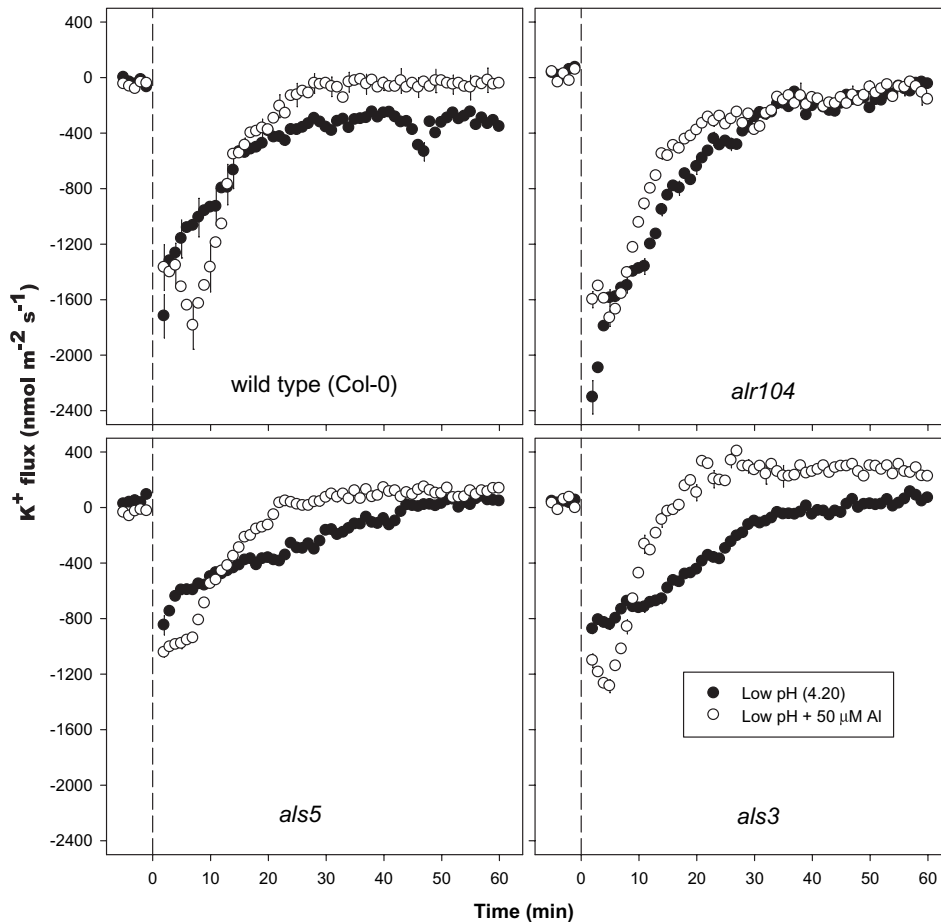 K⁺ flux (nmol m⁻² s⁻¹)
400
0
-400
-800
-1200
-1600
-2000
-2400
wild type (Col-0)
alr104
400
0
-400
-800
-1200
-1600
-2000
-2400
als5
als3
Low pH (4.20)
Low pH + 50 μM Al
0 10 20 30 40 50 60
0 10 20 30 40 50 60
Time (min)